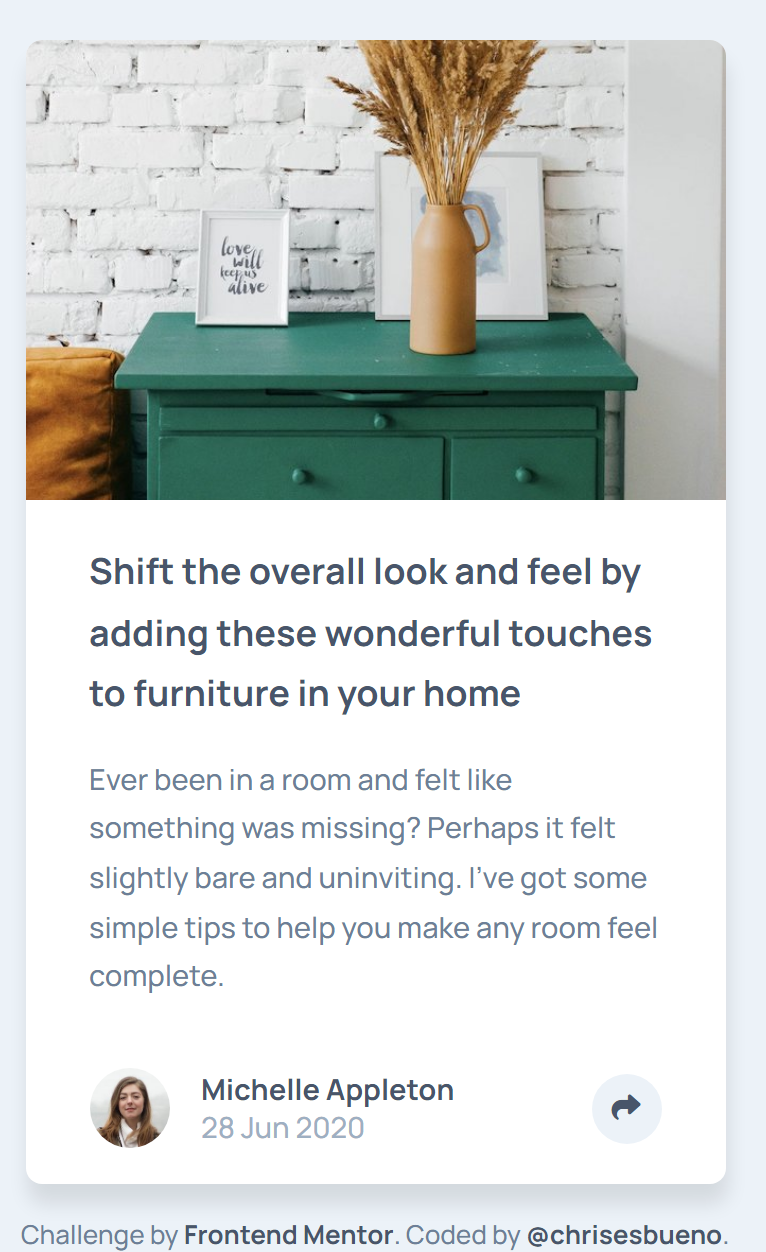 love
will
keep us
alive
Shift the overall look and feel by
adding these wonderful touches
to furniture in your home
Ever been in a room and felt like
something was missing? Perhaps it felt
slightly bare and uninviting. I’ve got some
simple tips to help you make any room feel
complete.
Michelle Appleton
28 Jun 2020
Challenge by Frontend Mentor. Coded by @chrisesbueno.